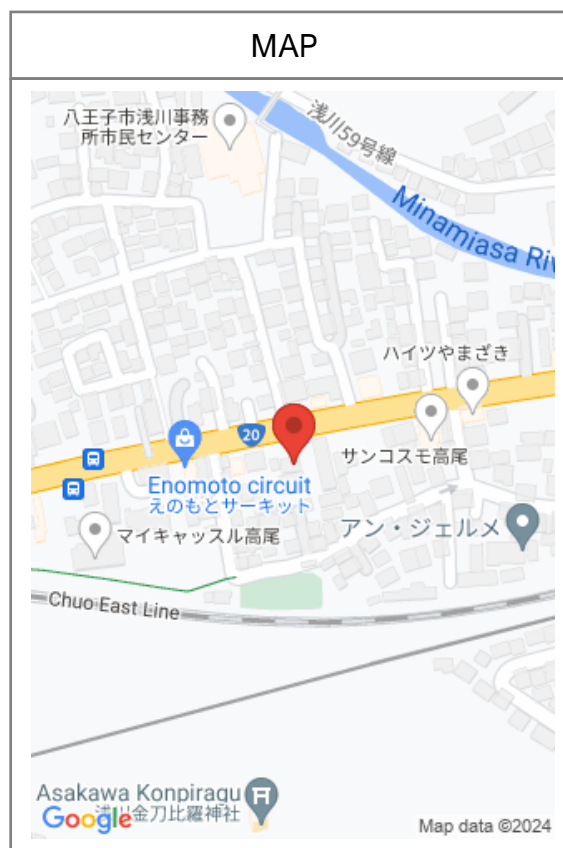 MAP
八王子市浅川事務
所市民センター
浅川59号線
Minamiasa Riv
ハイツやまざき
20
サンコスモ高尾
Enomoto circuit
えのもとサーキット
アン・ジェルメ
マイキャッスル高尾
Chuo East Line
Asakawa Konpiragu
浅川金刀比羅神社
Google
Map data ©2024